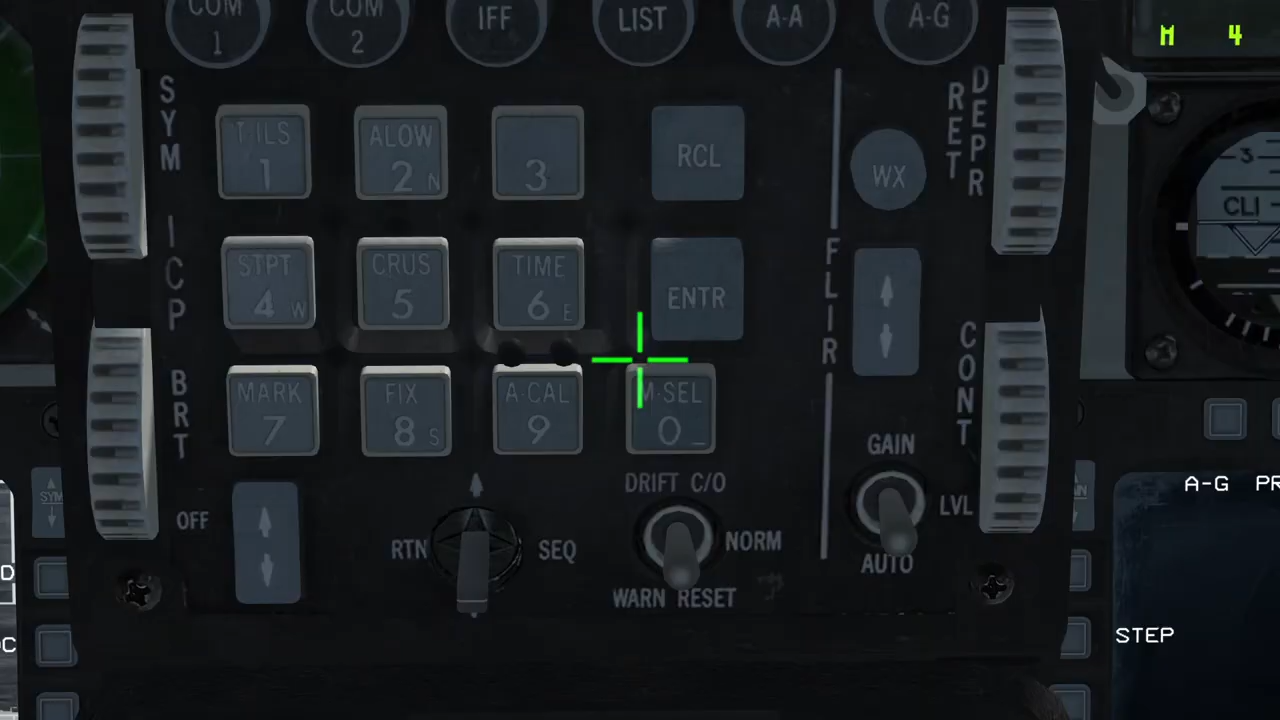 COM 1
COM 2
IFF
LIST
A-A
A-G
M 4
SYM
RET
DEPR
T-ILS 1
ALOW 2 N
3
RCL
WX
3
CLI
ICP
STPT 4 W
CRUS 5
TIME 6 E
ENTR
FLIR
BRT
MARK 7
FIX 8 S
A-CAL 9
M-SEL 0 _
CONT
GAIN
LVL
AUTO
OFF
RTN
SEQ
DRIFT C/O
NORM
WARN RESET
SYM
A-G
STEP